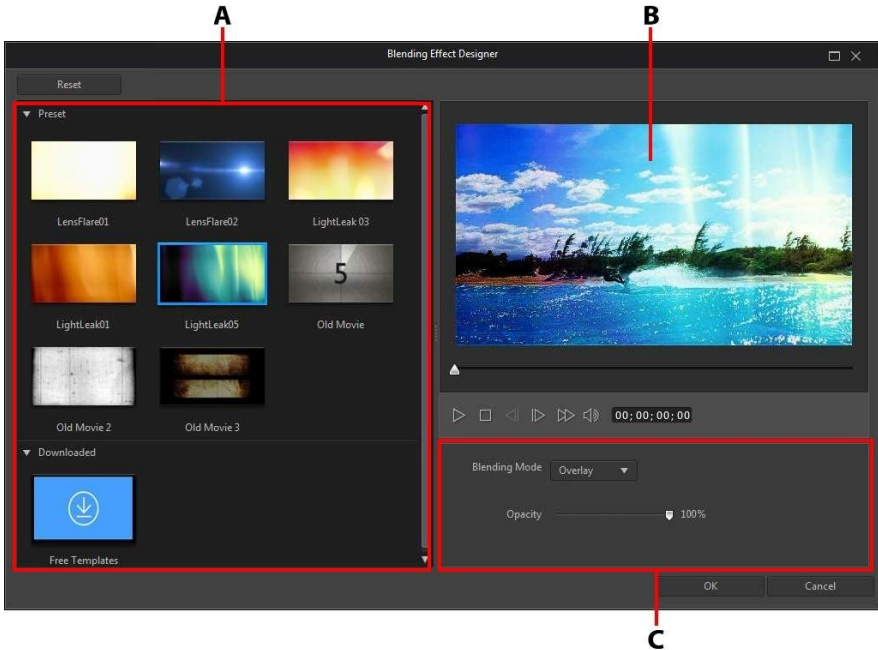 A
B
Blending Effect Designer
Reset
Preset
LensFlare01
LensFlare02
LightLeak 03
LightLeak01
LightLeak05
5
Old Movie
Old Movie 2
Old Movie 3
Downloaded
Free Templates
00;00;00;00
Blending Mode Overlay
Opacity 100%
OK
Cancel
C